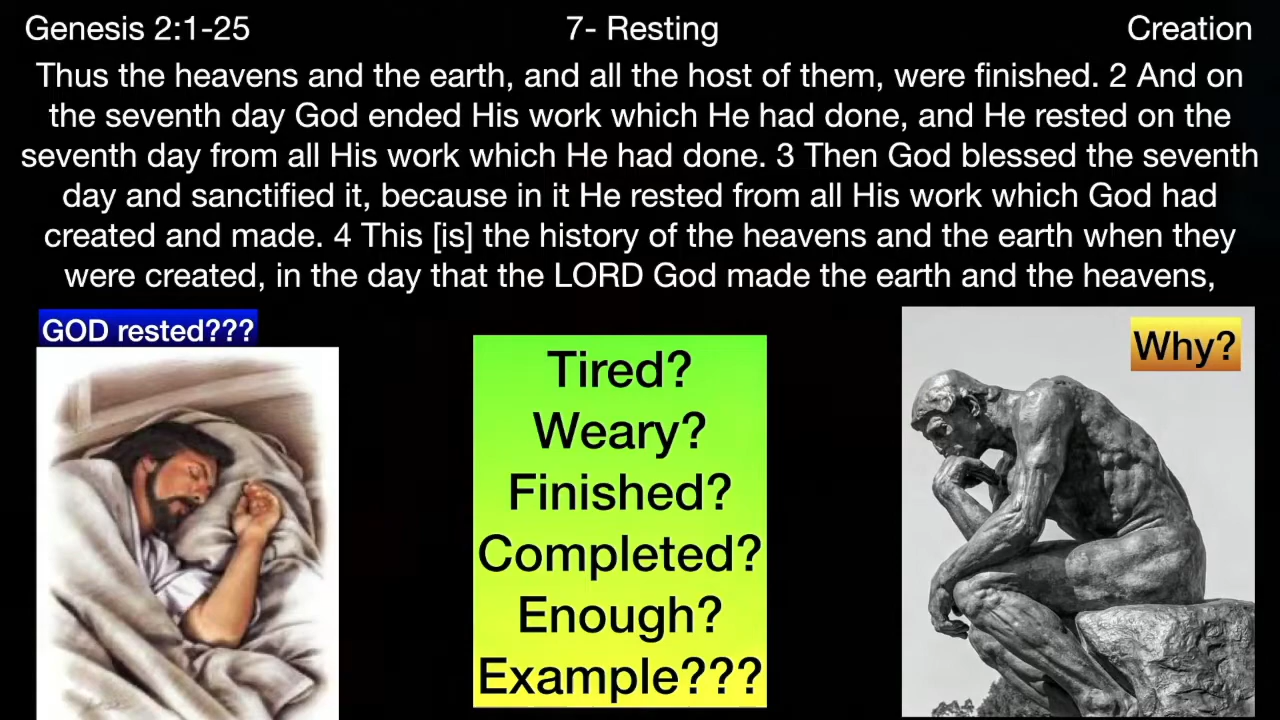 Genesis 2:1-25
7- Resting
Creation
Thus the heavens and the earth, and all the host of them, were finished. 2 And on
the seventh day God ended His work which He had done, and He rested on the
seventh day from all His work which He had done. 3 Then God blessed the seventh
day and sanctified it, because in it He rested from all His work which God had
created and made. 4 This [is] the history of the heavens and the earth when they
were created, in the day that the LORD God made the earth and the heavens,
GOD rested???
Tired?
Weary?
Finished?
Completed?
Enough?
Example???
Why?